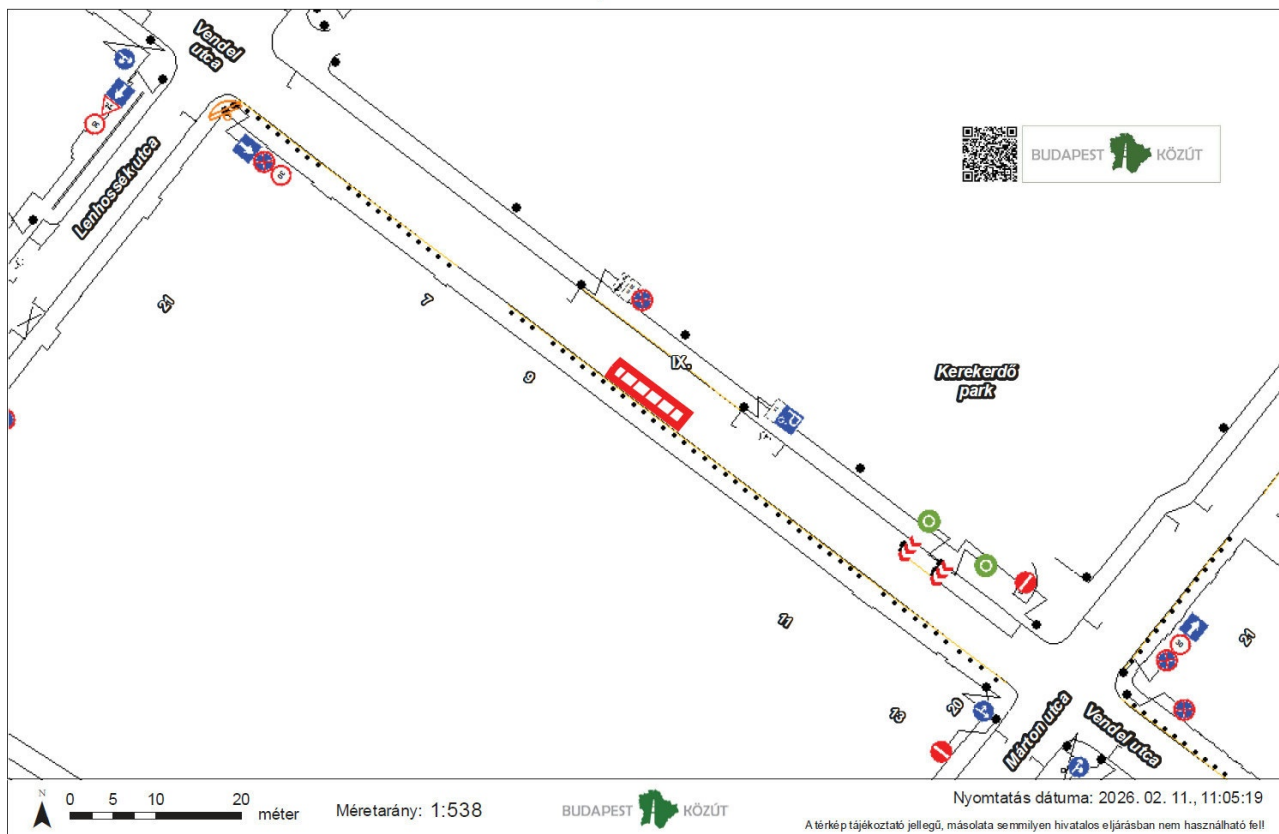 Vendel
utca
Lenhossék utca
BUDAPEST KÖZÚT
21
7
9
IX.
Kerekerdő
park
11
13
20
21
Márton utca
Vendel utca
N
0 5 10 20
méter
Méretarány: 1:538
BUDAPEST KÖZÚT
Nyomtatás dátuma: 2026. 02. 11., 11:05:19
A térkép tájékoztató jellegű, másolata semmilyen hivatalos eljárásban nem használható fel!